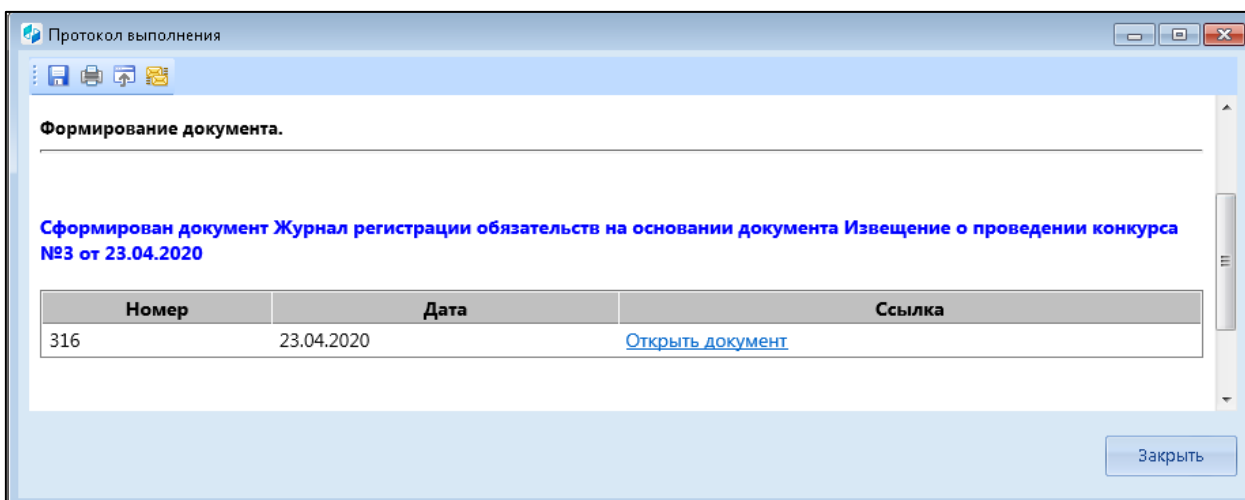 Протокол выполнения
Формирование документа.
Сформирован документ Журнал регистрации обязательств на основании документа Извещение о проведении конкурса
№3 от 23.04.2020
Номер Дата Ссылка
316 23.04.2020 Открыть документ
Закрыть